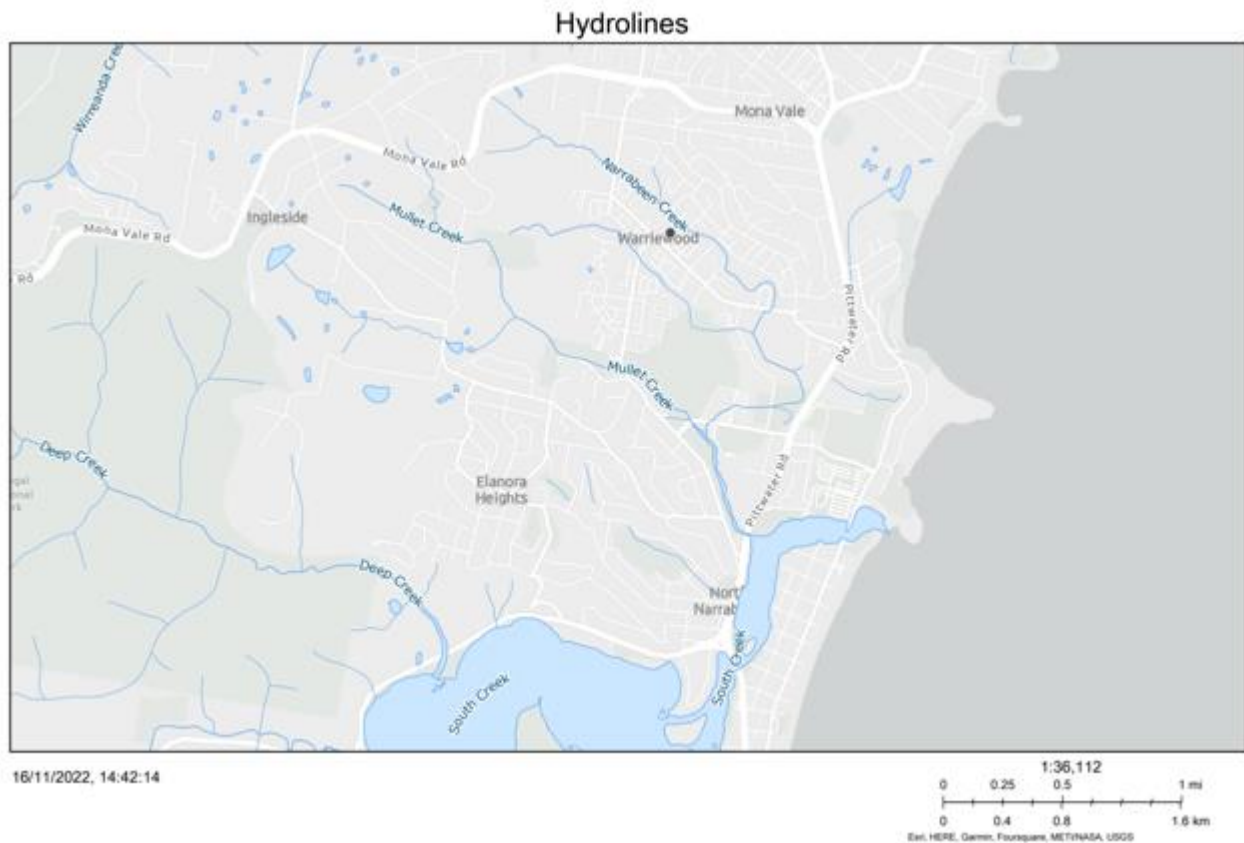 Hydrolines
Wirreanda Cree
Mona Vale
Mona Vale Rd
Narrabeen Creek
Ingleside
Mullet Creek
Warriewood
Mona Vale Rd
Rd
Pittwater Rd
Mullet Creek
Deep Creek
Elanora
Heights
Pittwater Rd
Deep Creek
Nort
Narrab
South Creek
South Creek
16/11/2022, 14:42:14
1:36,112
0 0.25 0.5 1 mi
0 0.4 0.8 1.6 km
Esri, HERE, Garmin, Foursquare, METI/NASA, USGS